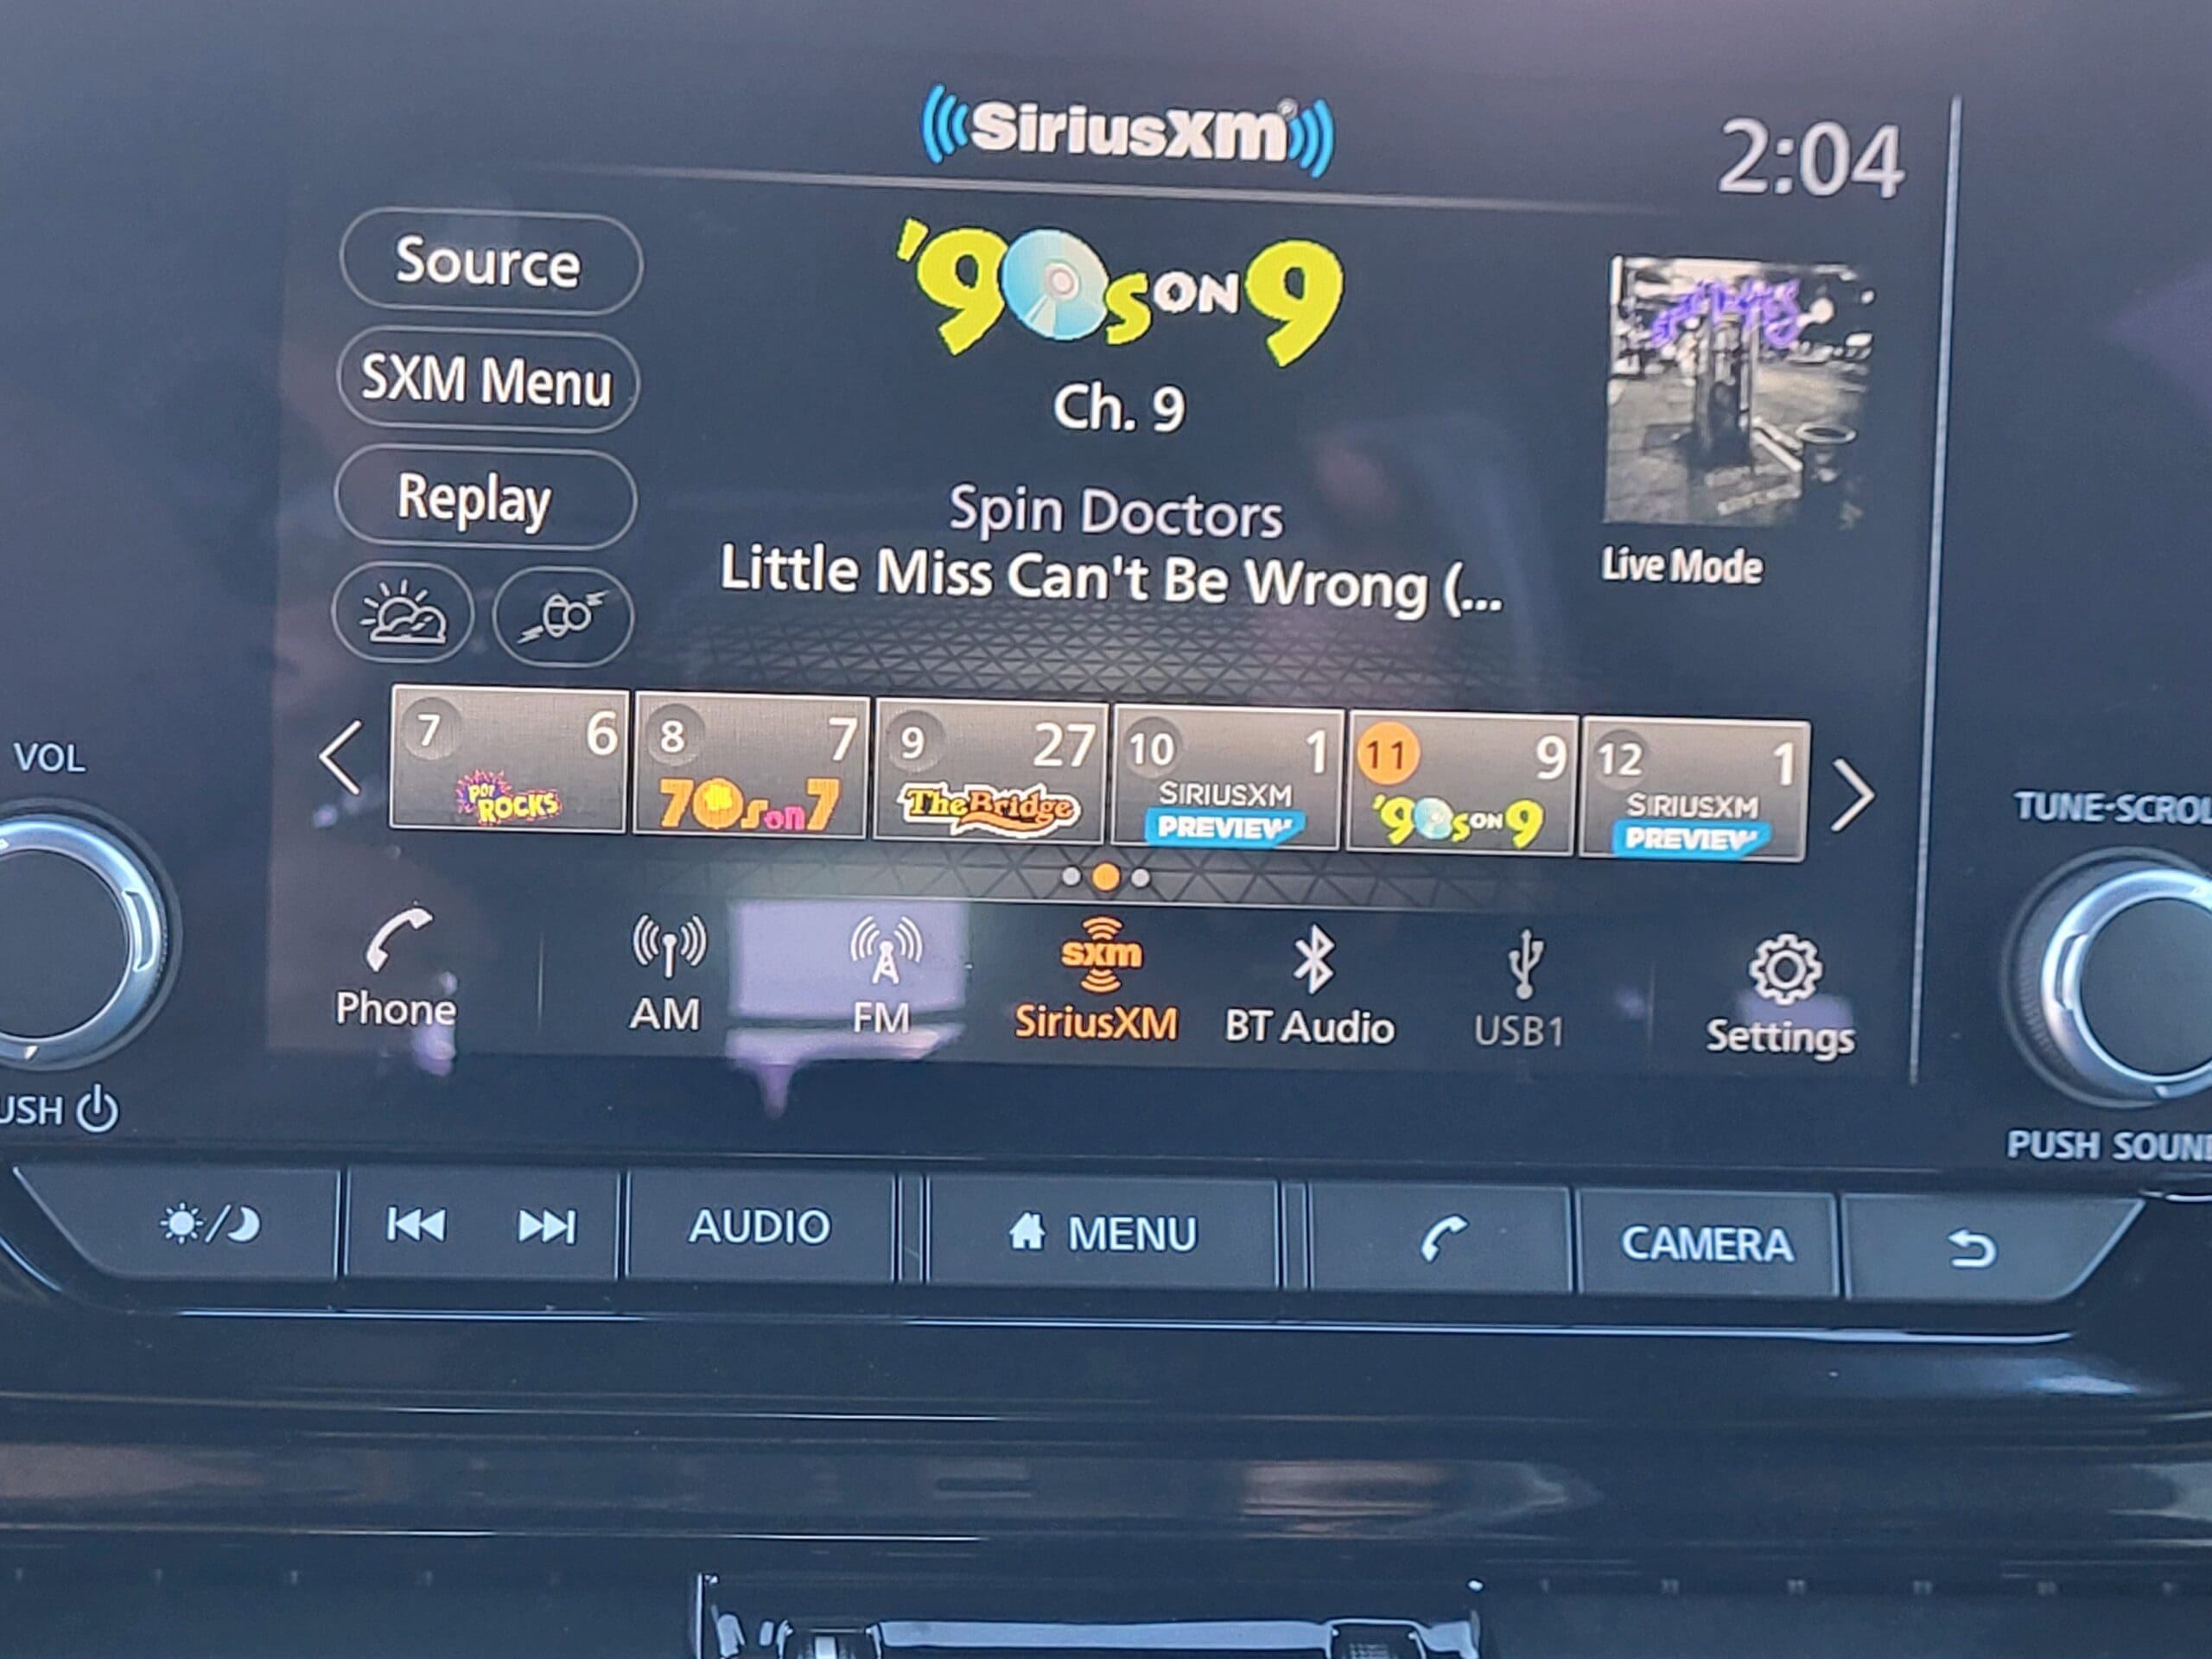 SiriusXM®
2:04
Source
'90s ON 9
SXM Menu
Ch. 9
Replay
Spin Doctors
Little Miss Can't Be Wrong (...
Live Mode
7 6
POP ROCKS
8 7
70s on 7
9 27
The Bridge
10 1
SIRIUSXM
PREVIEW
11 9
'90s ON 9
12 1
SIRIUSXM
PREVIEW
VOL
TUNE·SCROL
Phone
AM
FM
sxm
SiriusXM
BT Audio
USB1
Settings
USH
PUSH SOUN
AUDIO
MENU
CAMERA